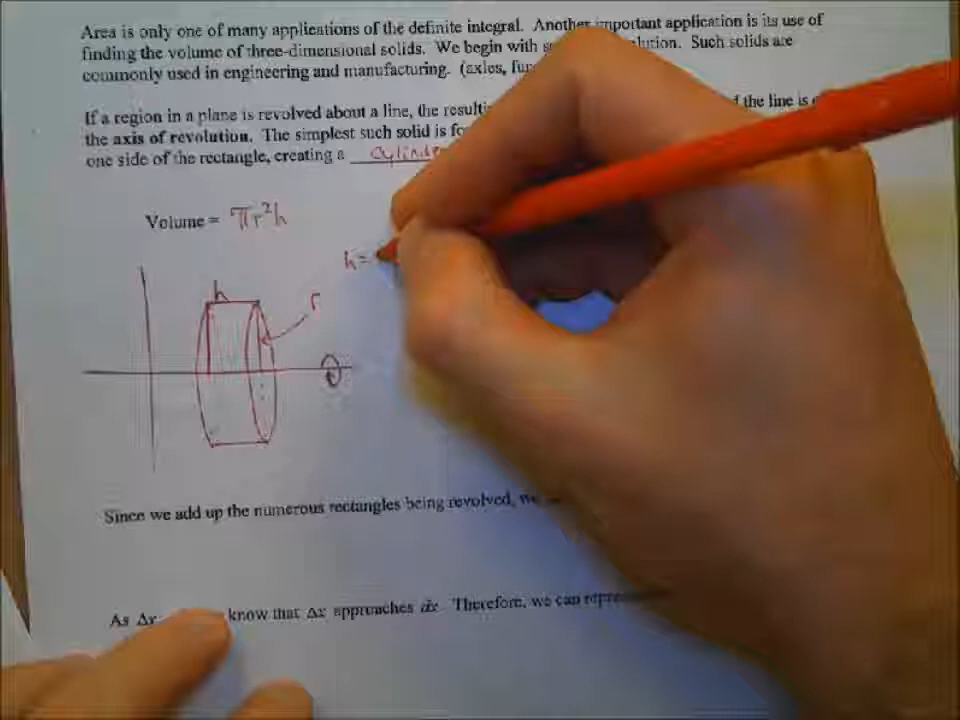 Area is only one of many applications of the definite integral. Another important application is its use of
finding the volume of three-dimensional solids. We begin with Such solids are
commonly used in engineering and manufacturing. (axles,
If a region in a plane is revolved about a line, the the line is
the axis of revolution. The simplest such solid is
one side of the rectangle, creating a
Volume = πr²h
h=
h
r
Since we add up the numerous rectangles being revolved,
As Δx know that Δx approaches dx. Therefore, we can